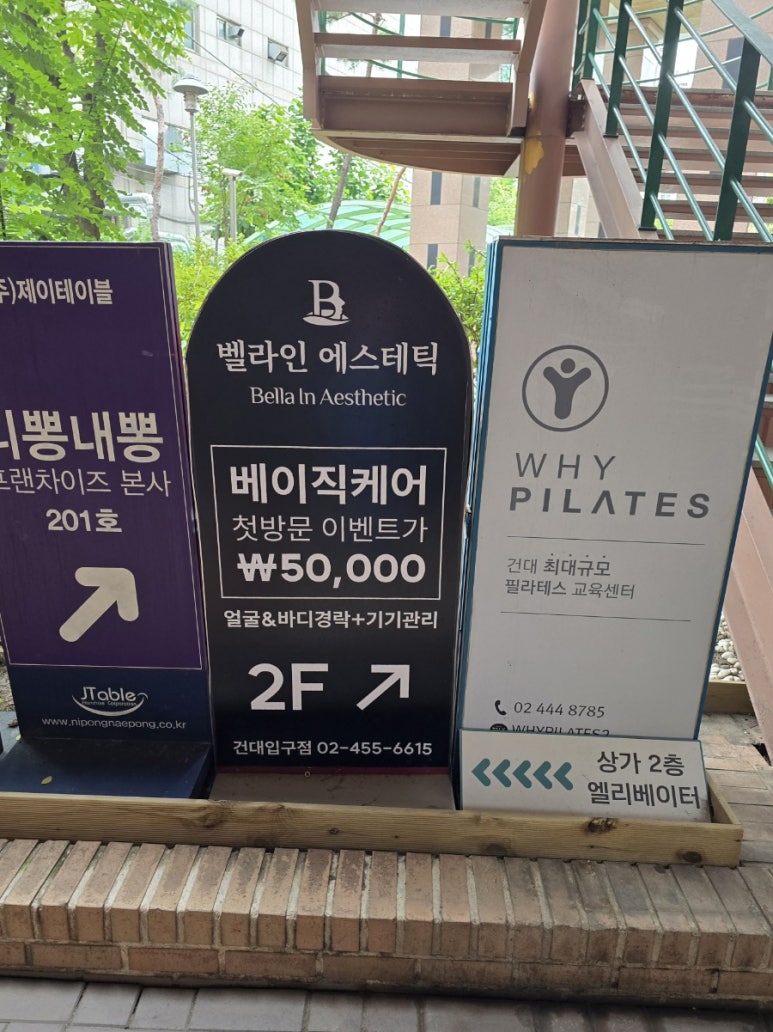 주)제이테이블
니뽕내뽕
프랜차이즈 본사
201호
JTable
www.nipongnaepong.co.kr
B
벨라인 에스테틱
Bella In Aesthetic
베이직케어
첫방문 이벤트가
₩50,000
얼굴&바디경락+기기관리
2F
건대입구점 02-455-6615
WHY
PILATES
건대 최대규모
필라테스 교육센터
02 444 8785
WHYPILATES2
상가 2층
엘리베이터